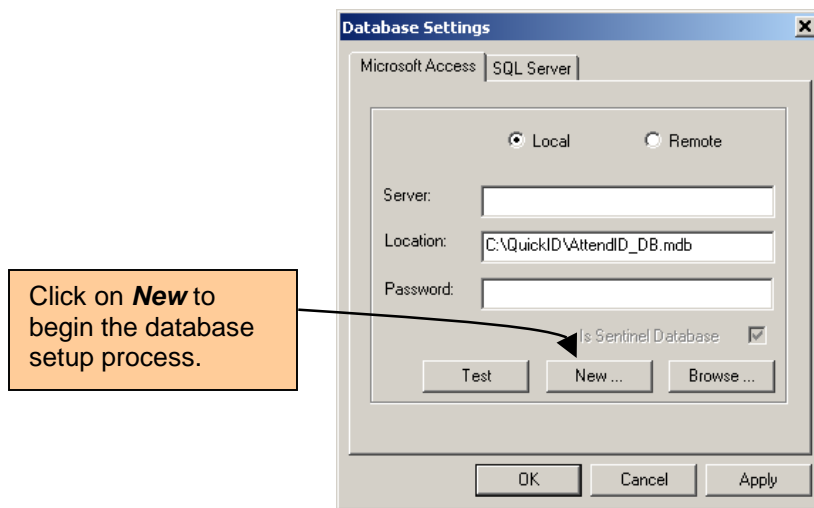 Database Settings
Microsoft Access SQL Server
Local Remote
Server:
Location: C:\QuickID\AttendID_DB.mdb
Password:
Click on New to
begin the database
setup process.
Is Sentinel Database
Test New ... Browse ...
OK Cancel Apply